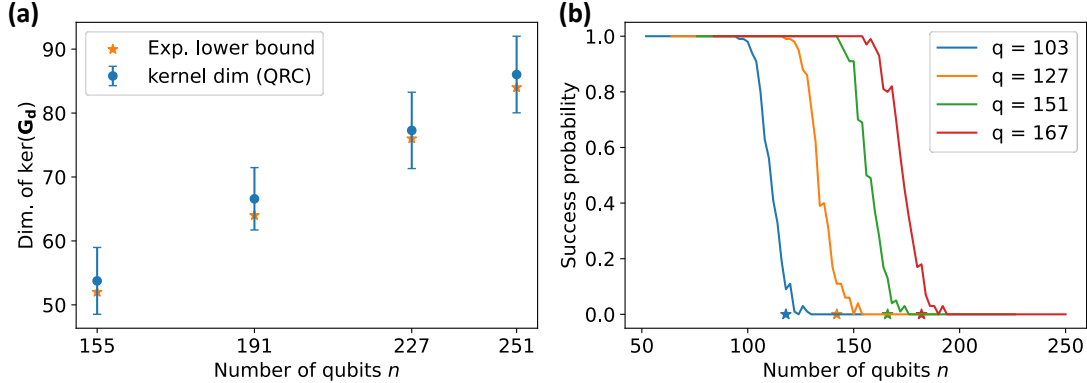 (a)
Dim. of ker(G_d)
90
80
70
60
50
Exp. lower bound
kernel dim (QRC)
155
191
227
251
Number of qubits n
(b)
Success probability
1.0
0.8
0.6
0.4
0.2
0.0
q = 103
q = 127
q = 151
q = 167
50
100
150
200
250
Number of qubits n